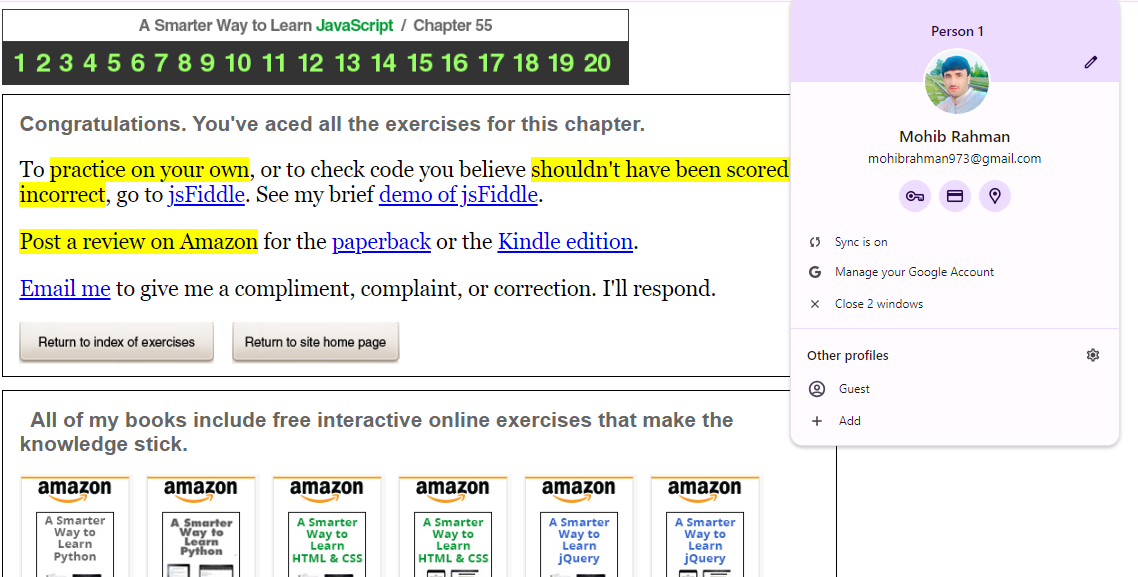 A Smarter Way to Learn JavaScript / Chapter 55
1 2 3 4 5 6 7 8 9 10 11 12 13 14 15 16 17 18 19 20
Congratulations. You've aced all the exercises for this chapter.
To practice on your own, or to check code you believe shouldn't have been scored
incorrect, go to jsFiddle. See my brief demo of jsFiddle.
Post a review on Amazon for the paperback or the Kindle edition.
Email me to give me a compliment, complaint, or correction. I'll respond.
Return to index of exercises
Return to site home page
All of my books include free interactive online exercises that make the
knowledge stick.
amazon
A Smarter
Way to
Learn
Python
amazon
A Smarter
Way to
Learn
Python
amazon
A Smarter
Way to
Learn
HTML & CSS
amazon
A Smarter
Way to
Learn
HTML & CSS
amazon
A Smarter
Way to
Learn
jQuery
amazon
A Smarter
Way to
Learn
jQuery
Person 1
Mohib Rahman
mohibrahman973@gmail.com
Sync is on
Manage your Google Account
Close 2 windows
Other profiles
Guest
Add